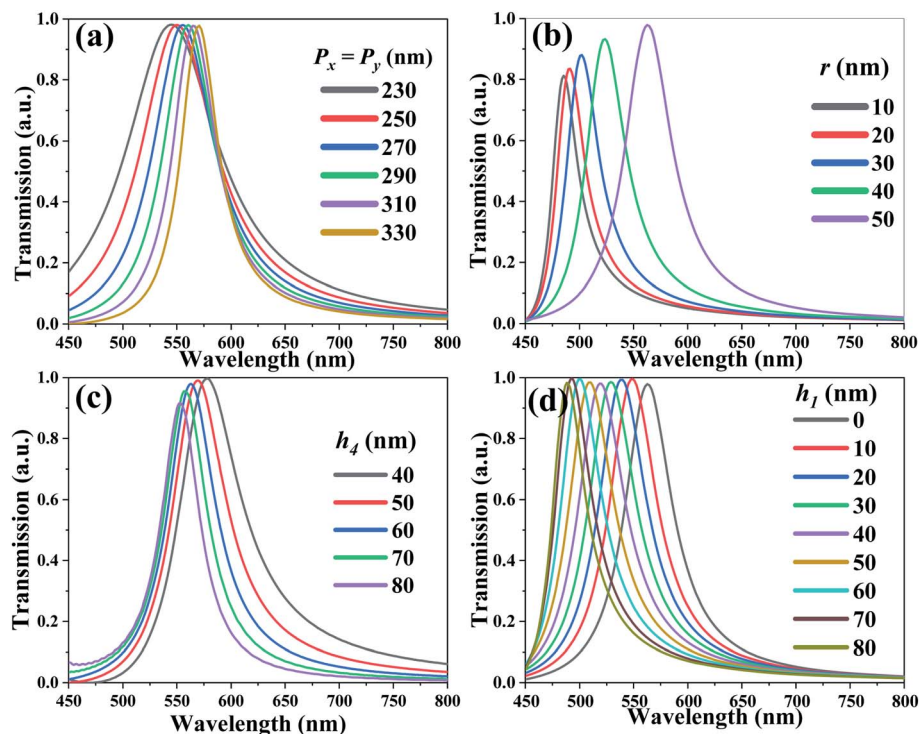 (a)
Pₓ = Pᵧ (nm)
230
250
270
290
310
330
Transmission (a.u.)
1.0
0.8
0.6
0.4
0.2
0.0
450 500 550 600 650 700 750 800
Wavelength (nm)
(b)
r (nm)
10
20
30
40
50
Transmission (a.u.)
1.0
0.8
0.6
0.4
0.2
0.0
450 500 550 600 650 700 750 800
Wavelength (nm)
(c)
h₄ (nm)
40
50
60
70
80
Transmission (a.u.)
1.0
0.8
0.6
0.4
0.2
0.0
450 500 550 600 650 700 750 800
Wavelength (nm)
(d)
h₁ (nm)
0
10
20
30
40
50
60
70
80
Transmission (a.u.)
1.0
0.8
0.6
0.4
0.2
0.0
450 500 550 600 650 700 750 800
Wavelength (nm)